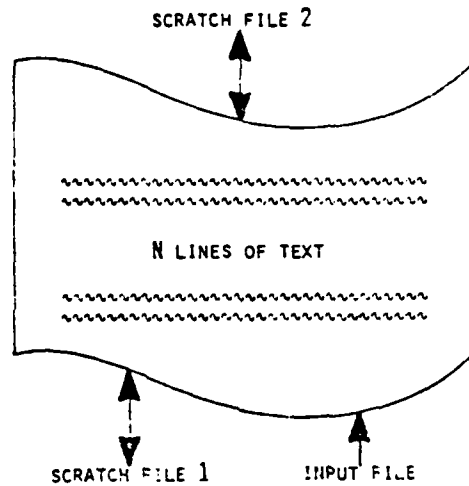 SCRATCH FILE 2
N LINES OF TEXT
SCRATCH FILE 1 INPUT FILE